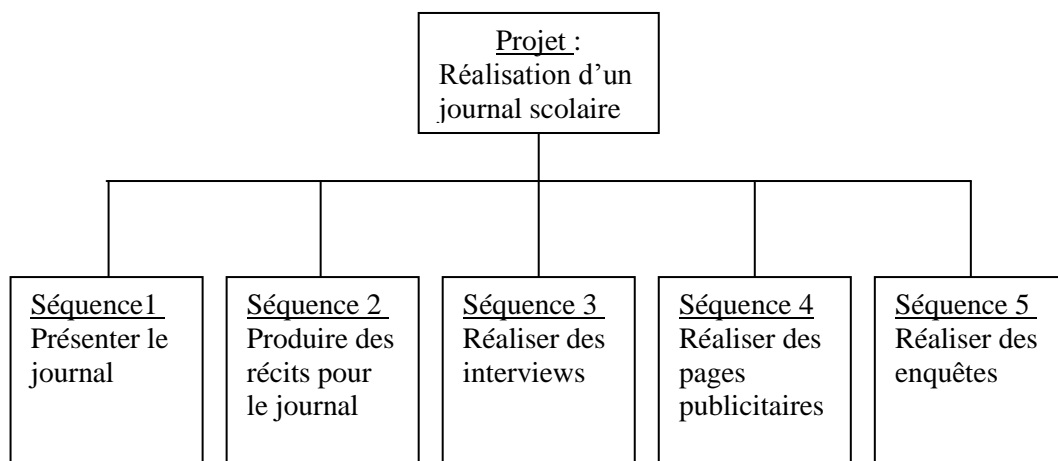 Projet :
Réalisation d’un
journal scolaire
Séquence1
Présenter le
journal
Séquence 2
Produire des
récits pour
le journal
Séquence 3
Réaliser des
interviews
Séquence 4
Réaliser des
pages
publicitaires
Séquence 5
Réaliser des
enquêtes